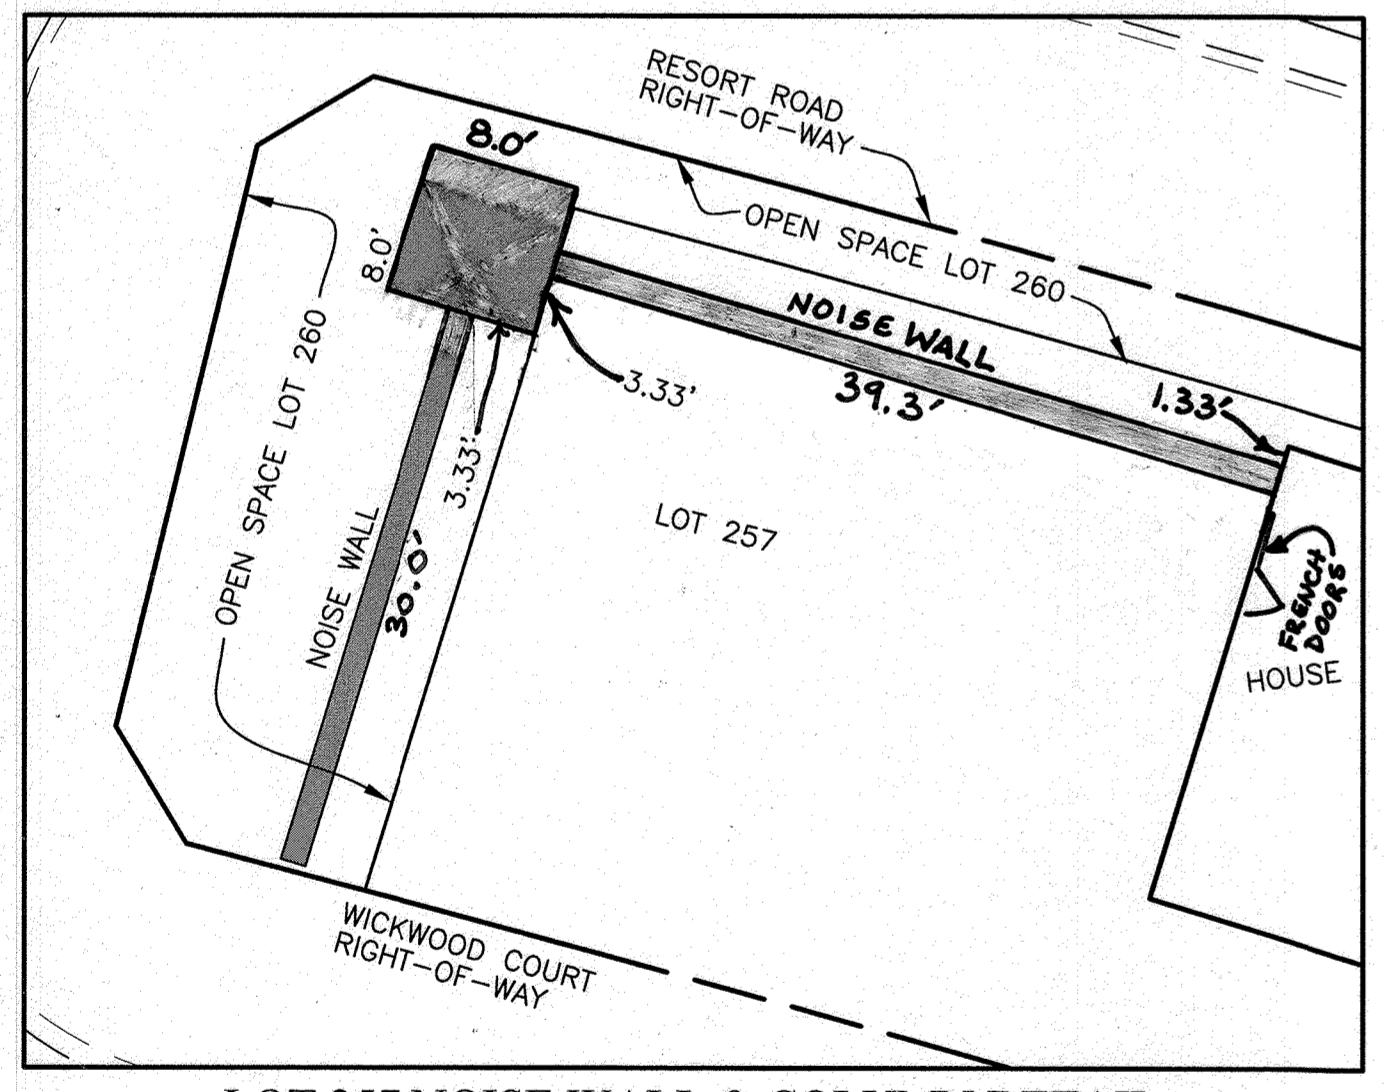 RESORT ROAD
RIGHT-OF-WAY
8.0'
OPEN SPACE LOT 260
8.0'
NOISE WALL
39.3'
3.33'
1.33'
OPEN SPACE LOT 260
3.33'
LOT 257
NOISE WALL
30.0'
FRENCH
DOORS
HOUSE
WICKWOOD COURT
RIGHT-OF-WAY